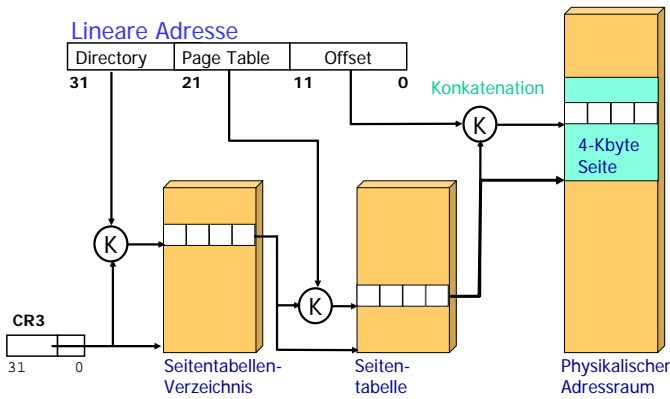 Lineare Adresse
Directory Page Table Offset
31 21 11 0
Konkatenation
K
4-Kbyte
Seite
K
K
CR3
31 0
Seitentabellen-
Verzeichnis
Seiten-
tabelle
Physikalischer
Adressraum